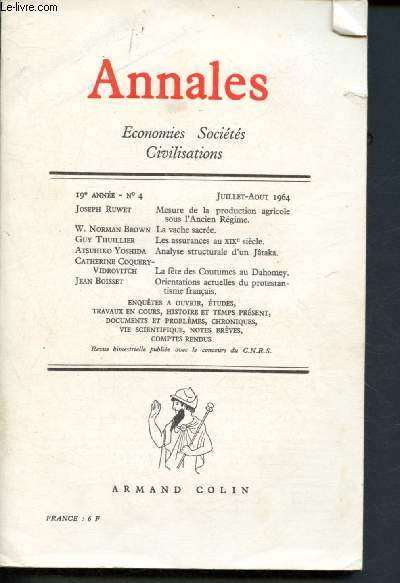 Le-livre.com
Annales
Economies Sociétés
Civilisations
19e ANNÉE - N° 4 JUILLET-AOUT 1964
JOSEPH RUWET Mesure de la production agricole
sous l'Ancien Régime.
W. NORMAN BROWN La vache sacrée.
GUY THUILLIER Les assurances au XIXe siècle.
ATSUHIKO YOSHIDA Analyse structurale d'un Jātaka.
CATHERINE COQUERY-
VIDROVITCH La fête des Coutumes au Dahomey.
JEAN BOISSET Orientations actuelles du protestan-
tisme français.
ENQUÊTES A OUVRIR, ÉTUDES,
TRAVAUX EN COURS, HISTOIRE ET TEMPS PRÉSENT,
DOCUMENTS ET PROBLÈMES, CHRONIQUES,
VIE SCIENTIFIQUE, NOTES BRÈVES,
COMPTES RENDUS
Revue bimestrielle publiée avec le concours du C.N.R.S.
ARMAND COLIN
FRANCE : 6 F